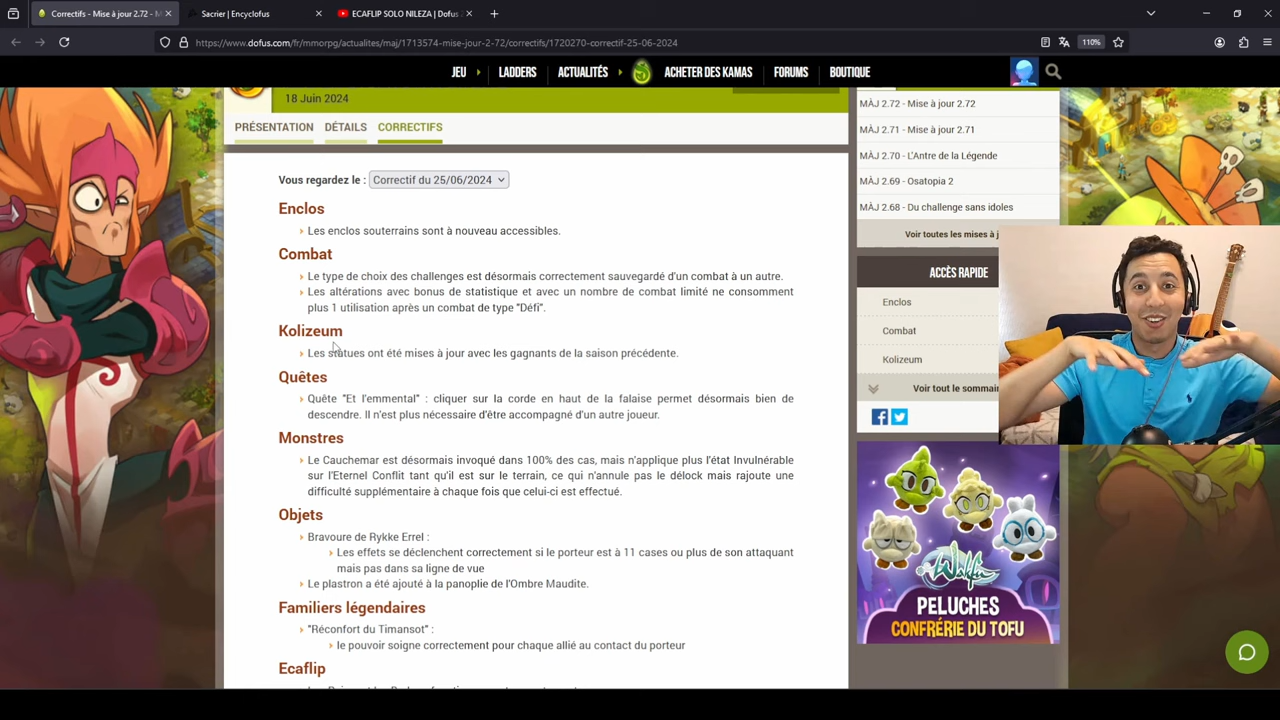 Correctifs - Mise à jour 2.72 - M
Sacrier | Encyclofus
ECAFLIP SOLO NILEZA | Dofus 2
https://www.dofus.com/fr/mmorpg/actualites/maj/1713574-mise-jour-2-72/correctifs/1720270-correctif-25-06-2024
110%
JEU
LADDERS
ACTUALITÉS
ACHETER DES KAMAS
FORUMS
BOUTIQUE
18 Juin 2024
PRÉSENTATION
DÉTAILS
CORRECTIFS
Vous regardez le : Correctif du 25/06/2024
Enclos
Les enclos souterrains sont à nouveau accessibles.
Combat
Le type de choix des challenges est désormais correctement sauvegardé d'un combat à un autre.
Les altérations avec bonus de statistique et avec un nombre de combat limité ne consomment
plus 1 utilisation après un combat de type "Défi".
Kolizeum
Les statues ont été mises à jour avec les gagnants de la saison précédente.
Quêtes
Quête "Et l'emmental" : cliquer sur la corde en haut de la falaise permet désormais bien de
descendre. Il n'est plus nécessaire d'être accompagné d'un autre joueur.
Monstres
Le Cauchemar est désormais invoqué dans 100% des cas, mais n'applique plus l'état Invulnérable
sur l'Eternel Conflit tant qu'il est sur le terrain, ce qui n'annule pas le délock mais rajoute une
difficulté supplémentaire à chaque fois que celui-ci est effectué.
Objets
Bravoure de Rykke Errel :
Les effets se déclenchent correctement si le porteur est à 11 cases ou plus de son attaquant
mais pas dans sa ligne de vue
Le plastron a été ajouté à la panoplie de l'Ombre Maudite.
Familiers légendaires
"Réconfort du Timansot" :
le pouvoir soigne correctement pour chaque allié au contact du porteur
Ecaflip
MÀJ 2.72 - Mise à jour 2.72
MÀJ 2.71 - Mise à jour 2.71
MÀJ 2.70 - L'Antre de la Légende
MÀJ 2.69 - Osatopia 2
MÀJ 2.68 - Du challenge sans idoles
Voir toutes les mises à j
ACCÈS RAPIDE
Enclos
Combat
Kolizeum
Voir tout le sommai
Wakfu
PELUCHES
CONFRÉRIE DU TOFU